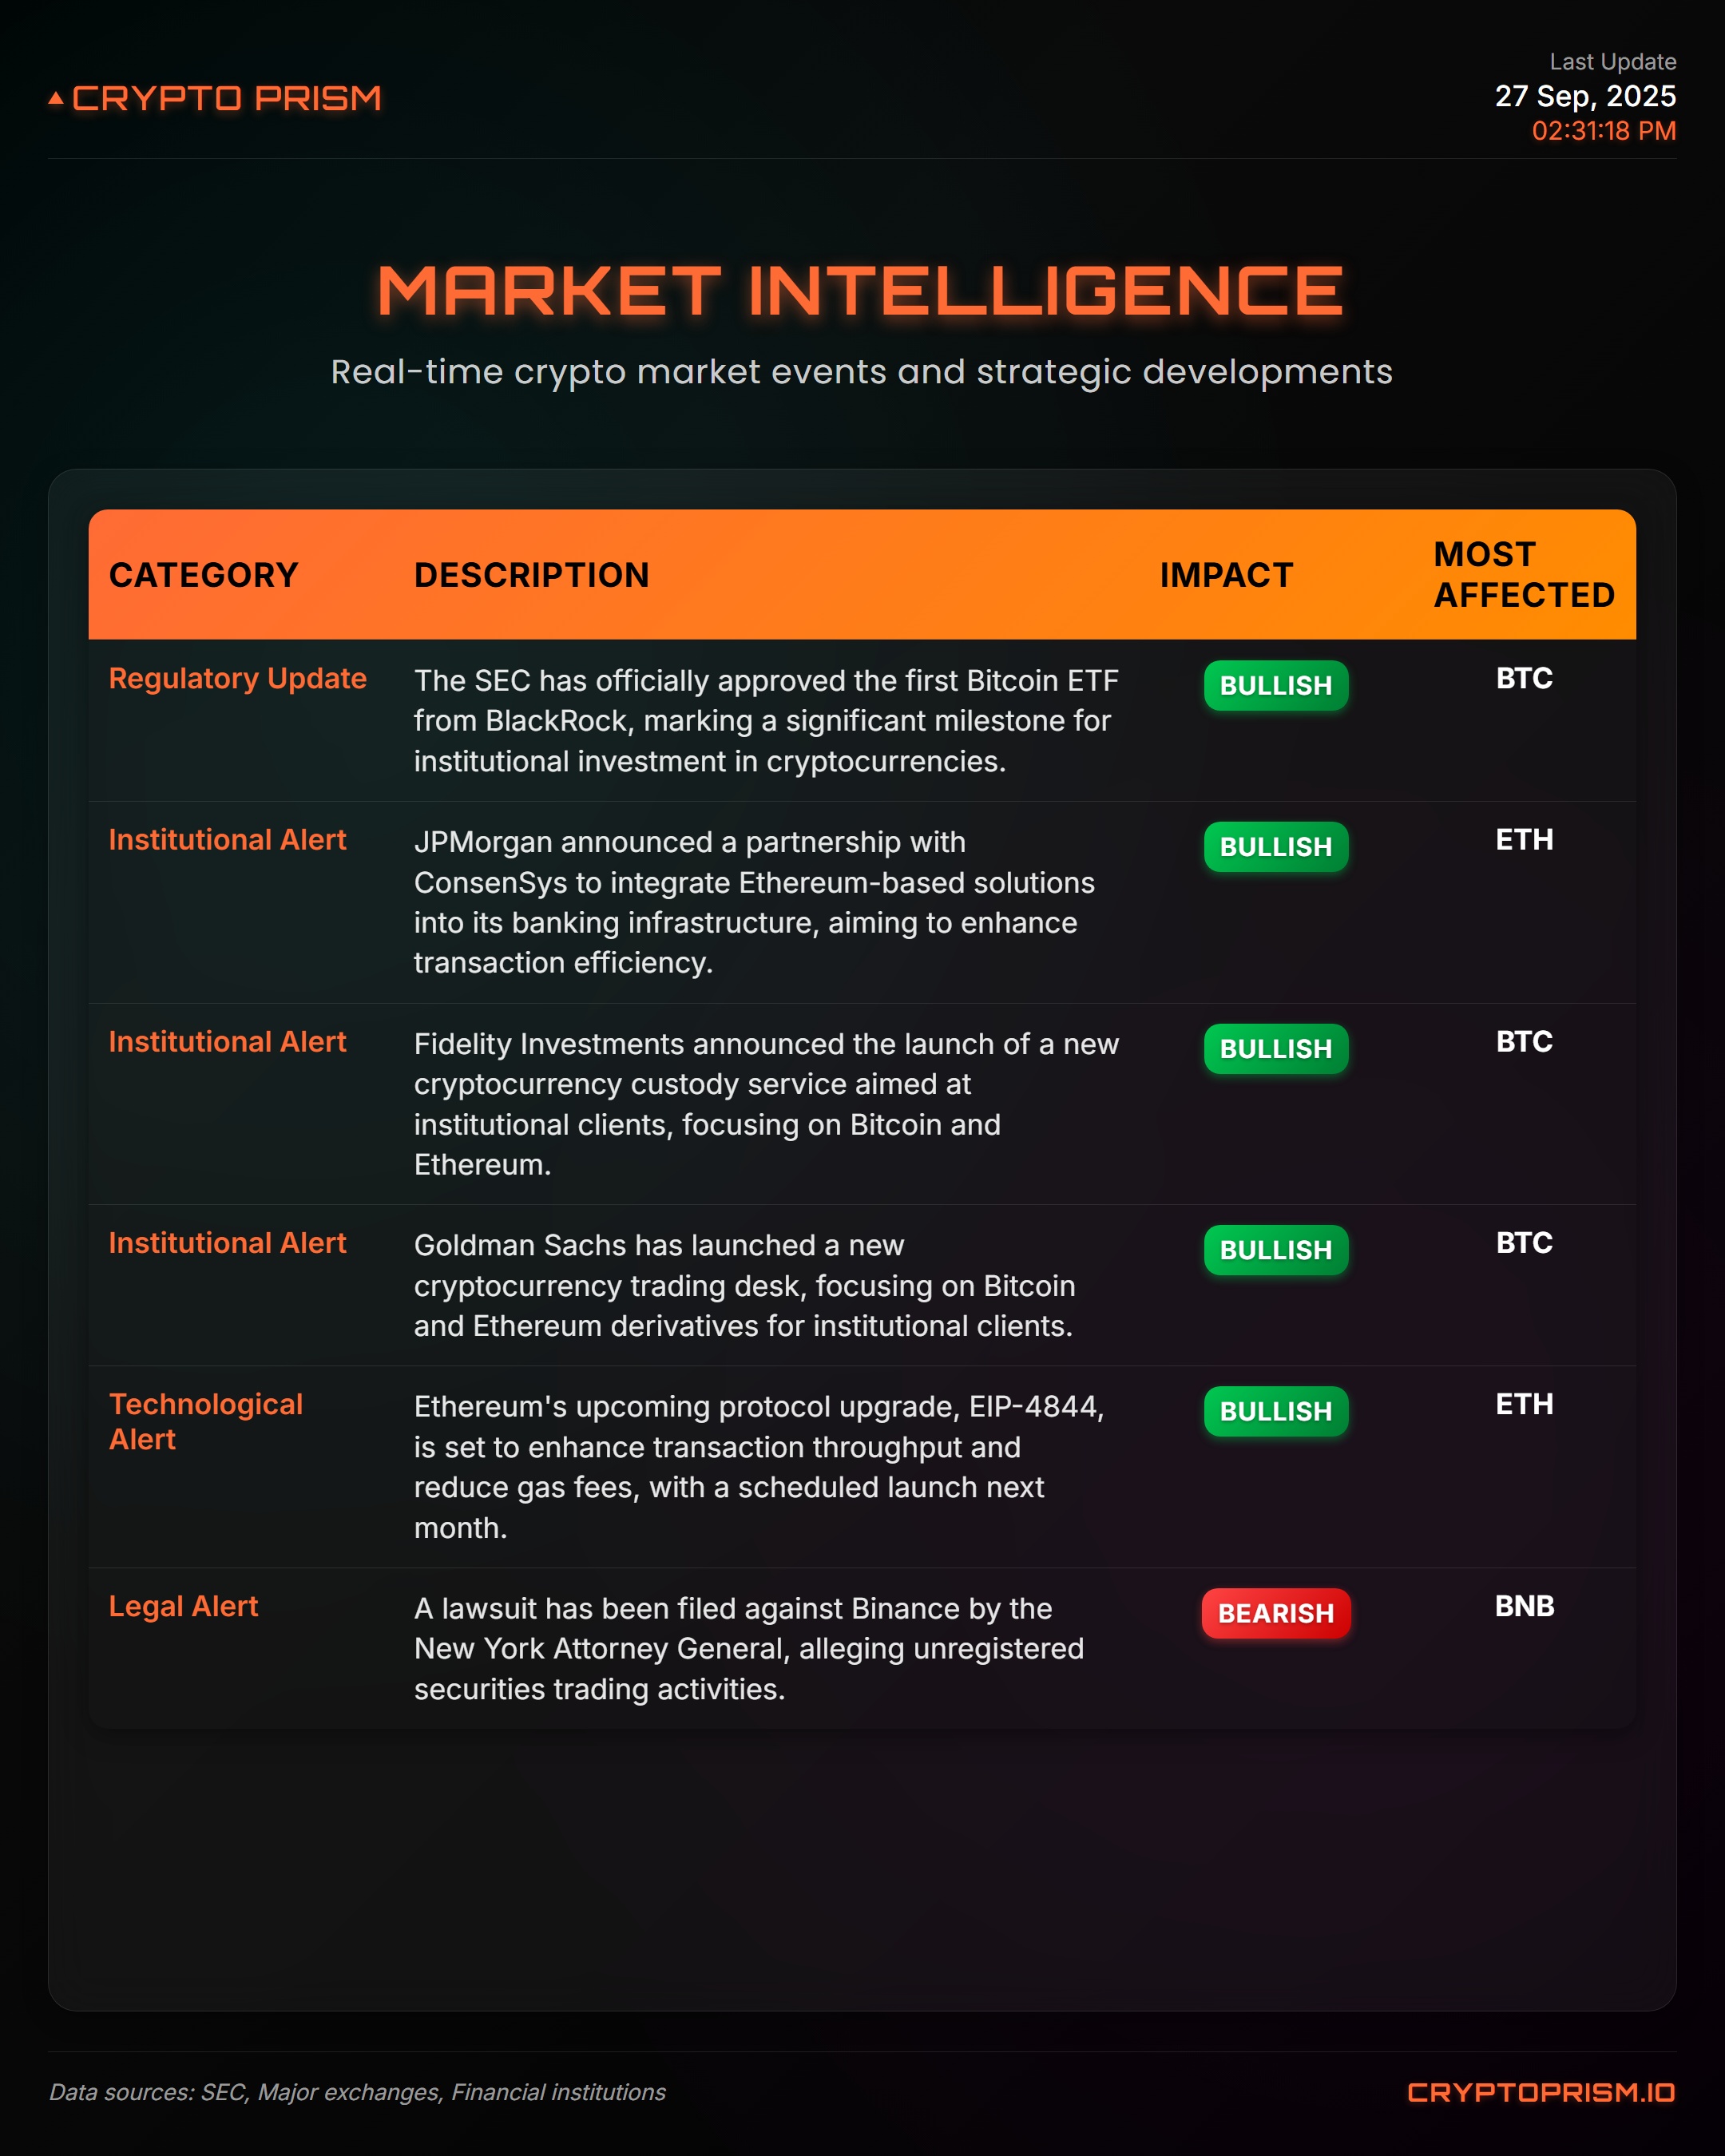 CRYPTO PRISM
Last Update
27 Sep, 2025
02:31:18 PM
MARKET INTELLIGENCE
Real-time crypto market events and strategic developments
CATEGORY
DESCRIPTION
IMPACT
MOST
AFFECTED
Regulatory Update
The SEC has officially approved the first Bitcoin ETF
from BlackRock, marking a significant milestone for
institutional investment in cryptocurrencies.
BULLISH
BTC
Institutional Alert
JPMorgan announced a partnership with
ConsenSys to integrate Ethereum-based solutions
into its banking infrastructure, aiming to enhance
transaction efficiency.
BULLISH
ETH
Institutional Alert
Fidelity Investments announced the launch of a new
cryptocurrency custody service aimed at
institutional clients, focusing on Bitcoin and
Ethereum.
BULLISH
BTC
Institutional Alert
Goldman Sachs has launched a new
cryptocurrency trading desk, focusing on Bitcoin
and Ethereum derivatives for institutional clients.
BULLISH
BTC
Technological
Alert
Ethereum's upcoming protocol upgrade, EIP-4844,
is set to enhance transaction throughput and
reduce gas fees, with a scheduled launch next
month.
BULLISH
ETH
Legal Alert
A lawsuit has been filed against Binance by the
New York Attorney General, alleging unregistered
securities trading activities.
BEARISH
BNB
Data sources: SEC, Major exchanges, Financial institutions
CRYPTOPRISM.IO